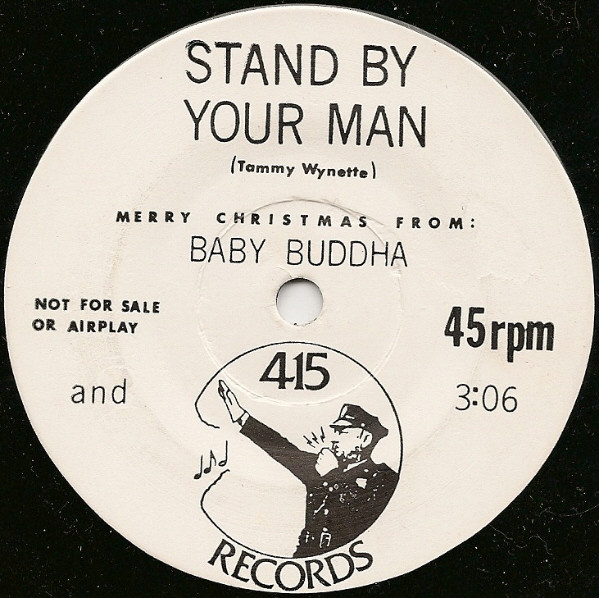 STAND BY
YOUR MAN
(Tammy Wynette)
MERRY CHRISTMAS FROM:
BABY BUDDHA
NOT FOR SALE
OR AIRPLAY
45rpm
and
3:06
415
RECORDS